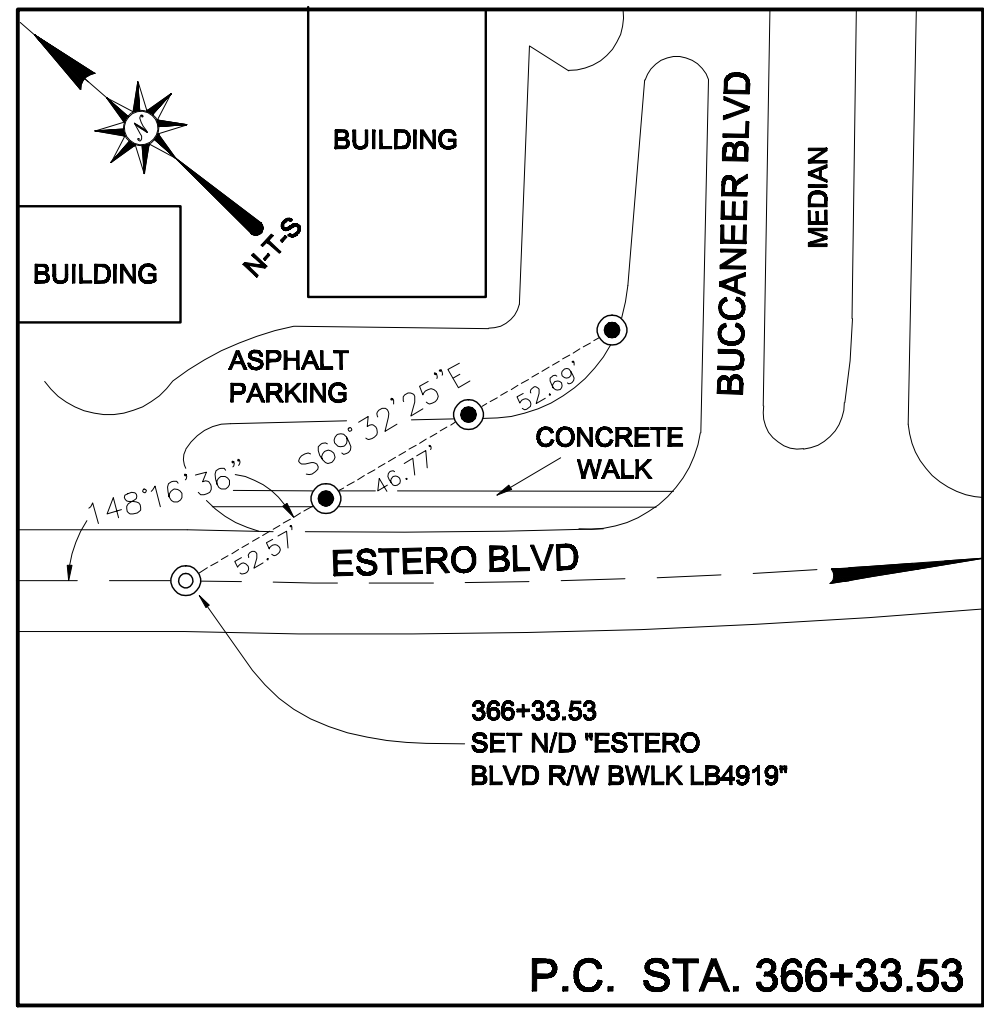 BUILDING
BUCCANEER BLVD
MEDIAN
N
N-T-S
BUILDING
ASPHALT
PARKING
S69°32'25"E
52.69'
46.77'
CONCRETE
WALK
148°16'36"
52.57'
ESTERO BLVD
366+33.53
SET N/D "ESTERO
BLVD R/W BWLK LB4919"
P.C. STA. 366+33.53